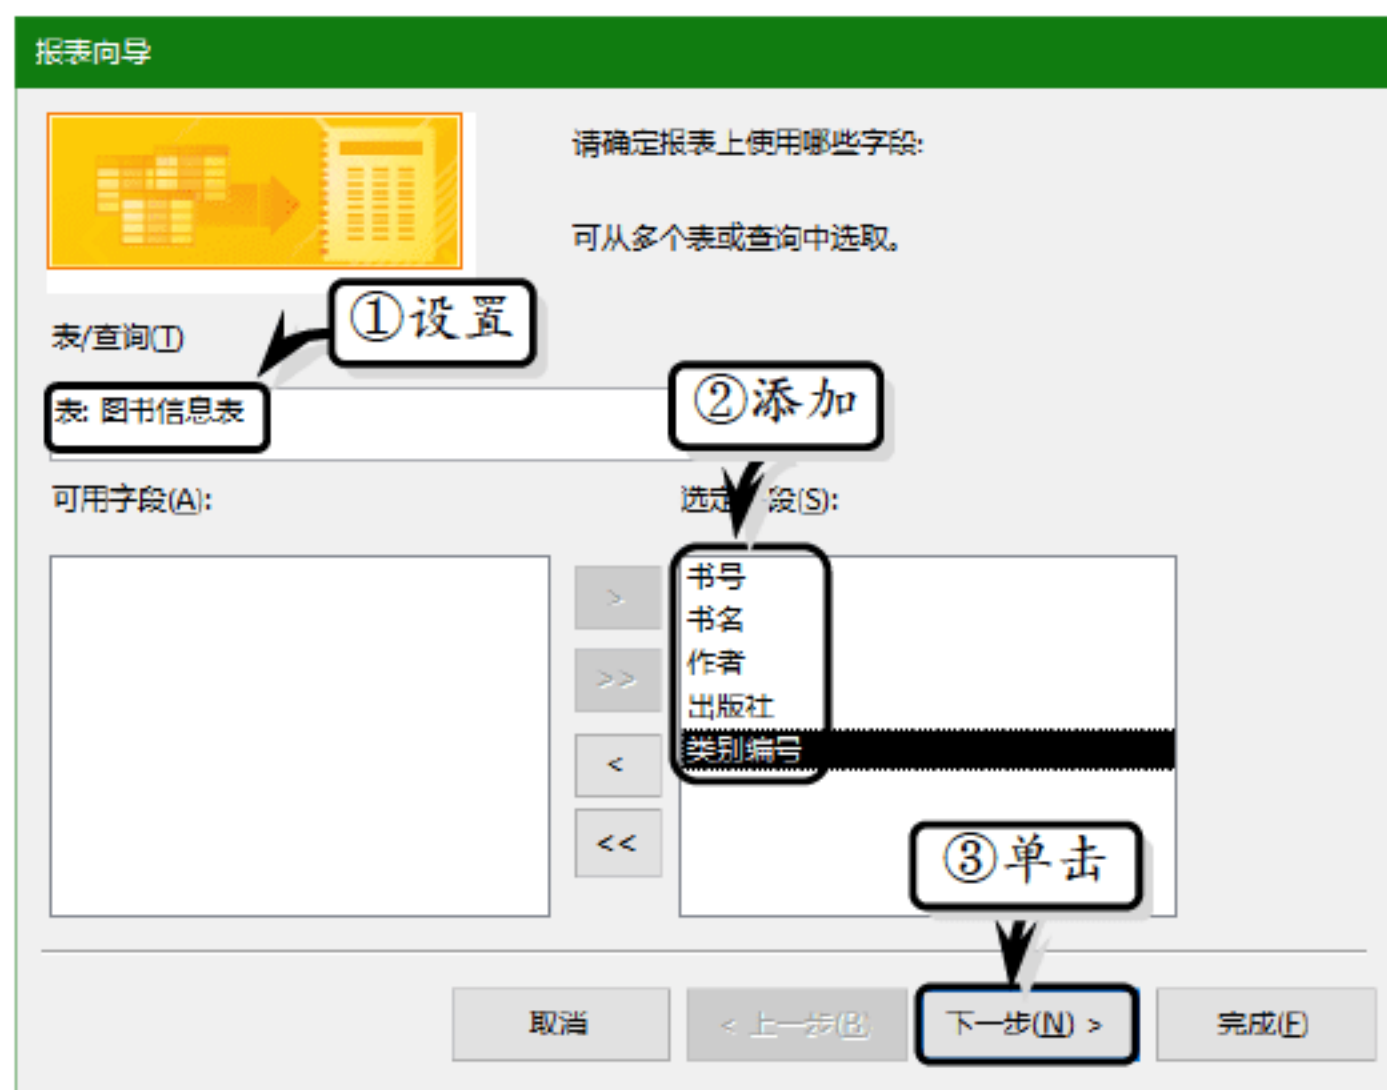 报表向导
请确定报表上使用哪些字段:
可从多个表或查询中选取。
①设置
表/查询(T)
表: 图书信息表
②添加
可用字段(A):
选定 段(S):
>
>>
<
<<
书号
书名
作者
出版社
类别编号
③单击
取消
< 上一步(B)
下一步(N) >
完成(F)